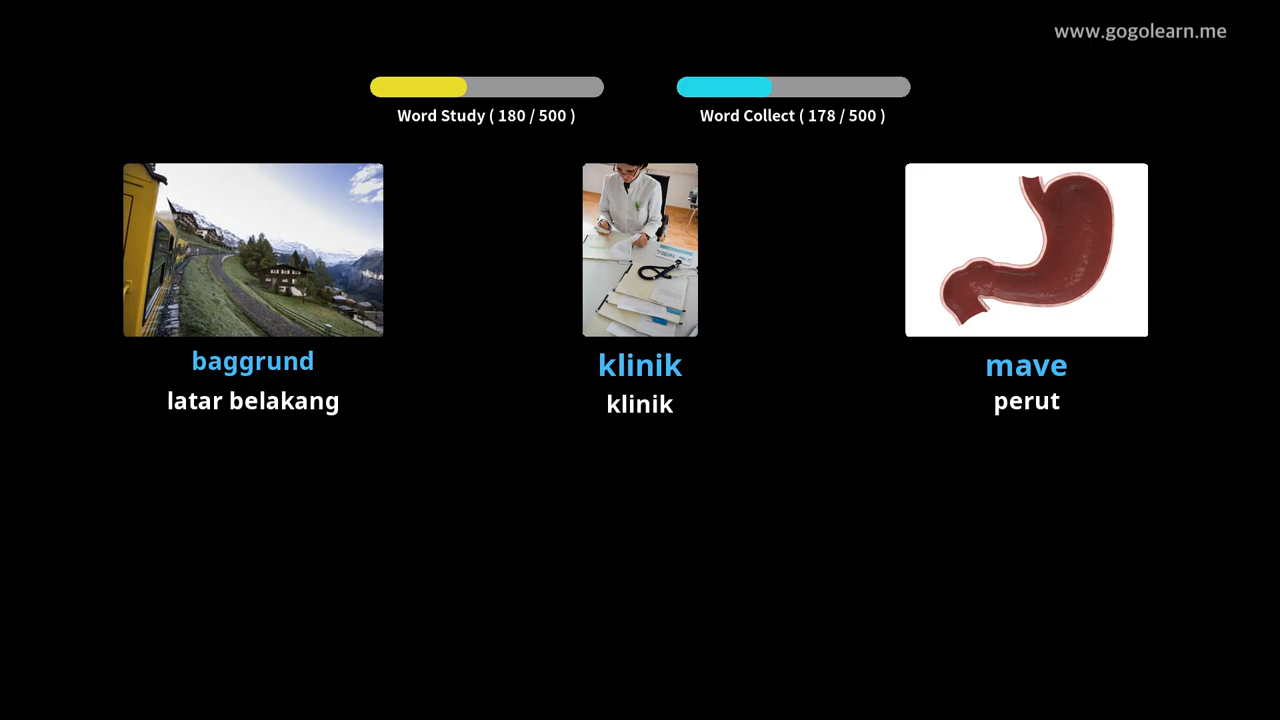 www.gogolearn.me
Word Study ( 180 / 500 )
Word Collect ( 178 / 500 )
baggrund
klinik
mave
latar belakang
klinik
perut